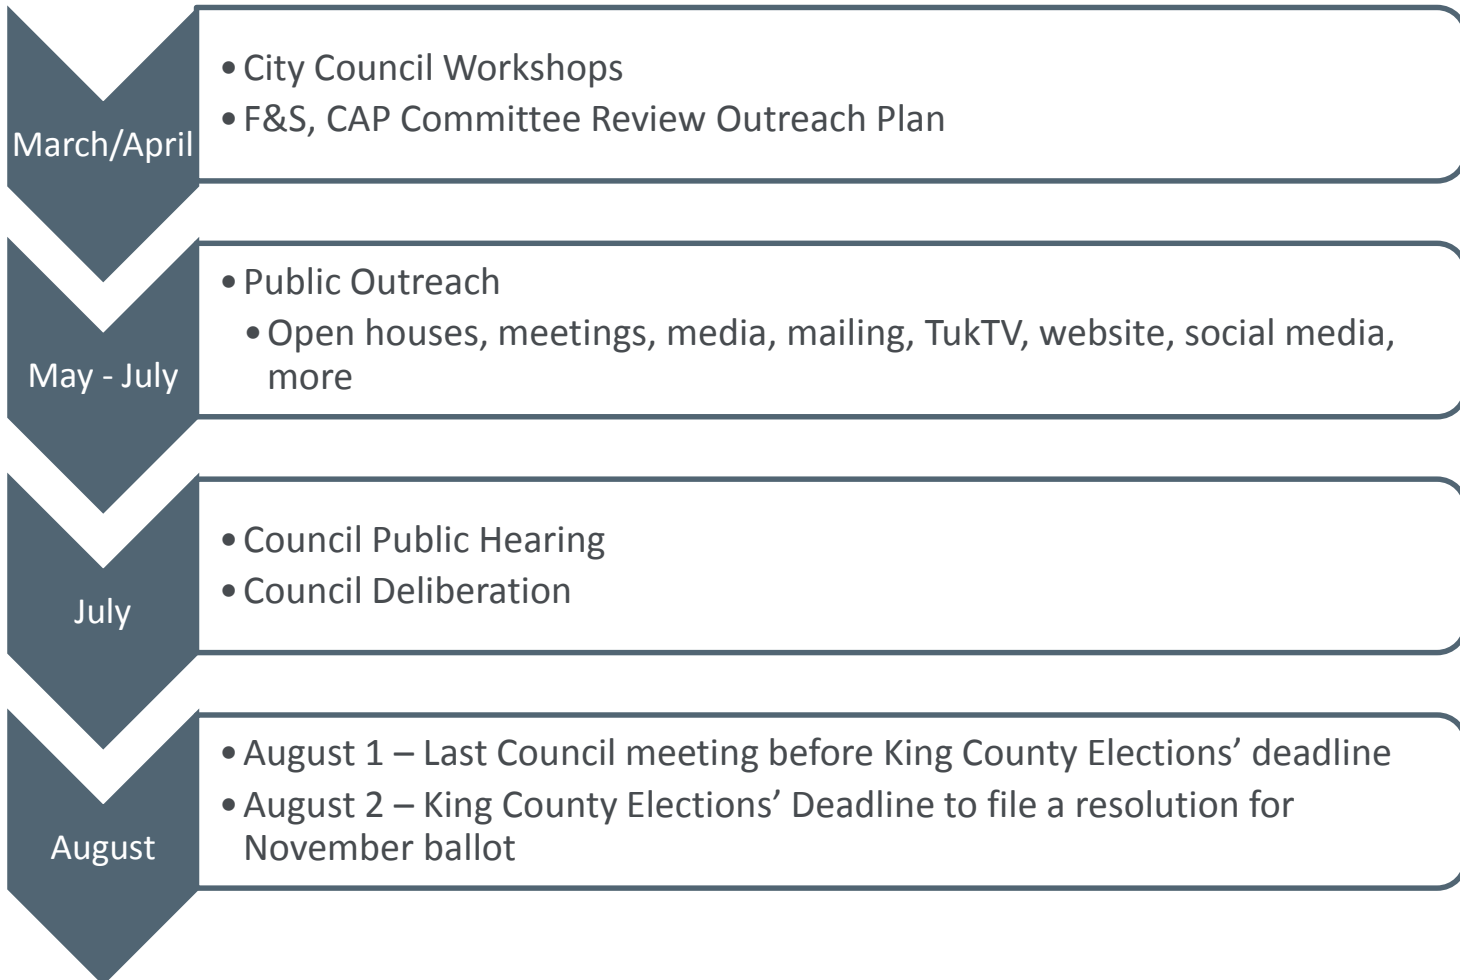 March/April
• City Council Workshops
• F&S, CAP Committee Review Outreach Plan
May - July
• Public Outreach
• Open houses, meetings, media, mailing, TukTV, website, social media,
more
July
• Council Public Hearing
• Council Deliberation
August
• August 1 – Last Council meeting before King County Elections’ deadline
• August 2 – King County Elections’ Deadline to file a resolution for
November ballot